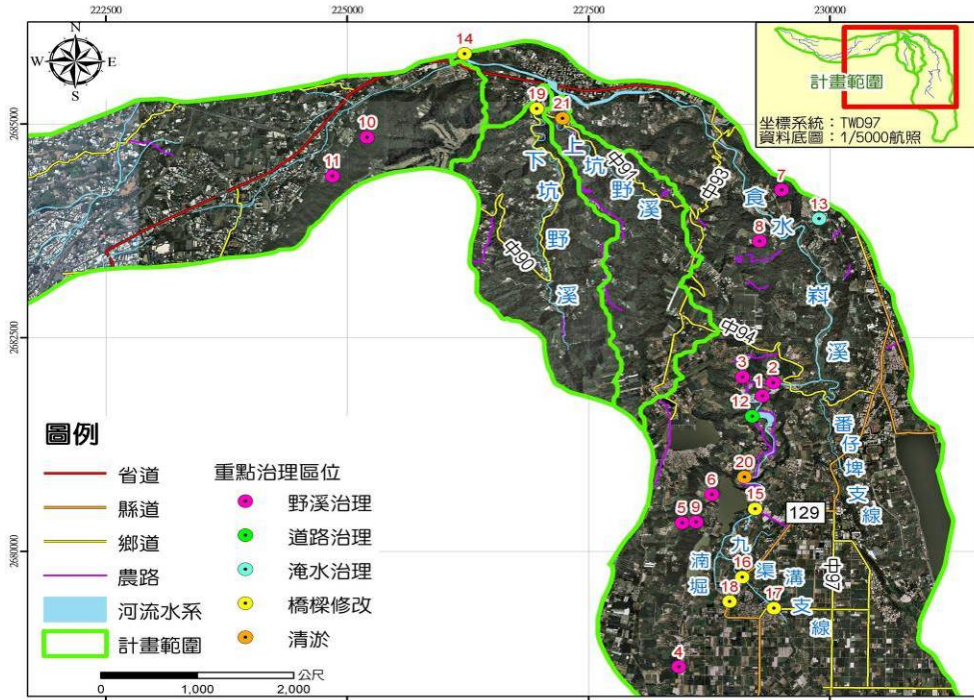 222500
225000
227500
230000
N
W
E
S
14
計畫範圍
坐標系統：TWD97
資料底圖：1/5000航照
19
21
2685000
10
11
下
坑
野
溪
上
坑
野
溪
中91
中93
7
食
水
嵙
溪
13
8
中90
2682500
中94
3
2
1
12
番
仔
埤
支
線
20
6
15
5
9
129
2680000
九
渠
溝
支
線
湳
堀
16
18
17
中97
4
圖例
省道
縣道
鄉道
農路
河流水系
計畫範圍
重點治理區位
野溪治理
道路治理
淹水治理
橋樑修改
清淤
0
1,000
2,000
公尺